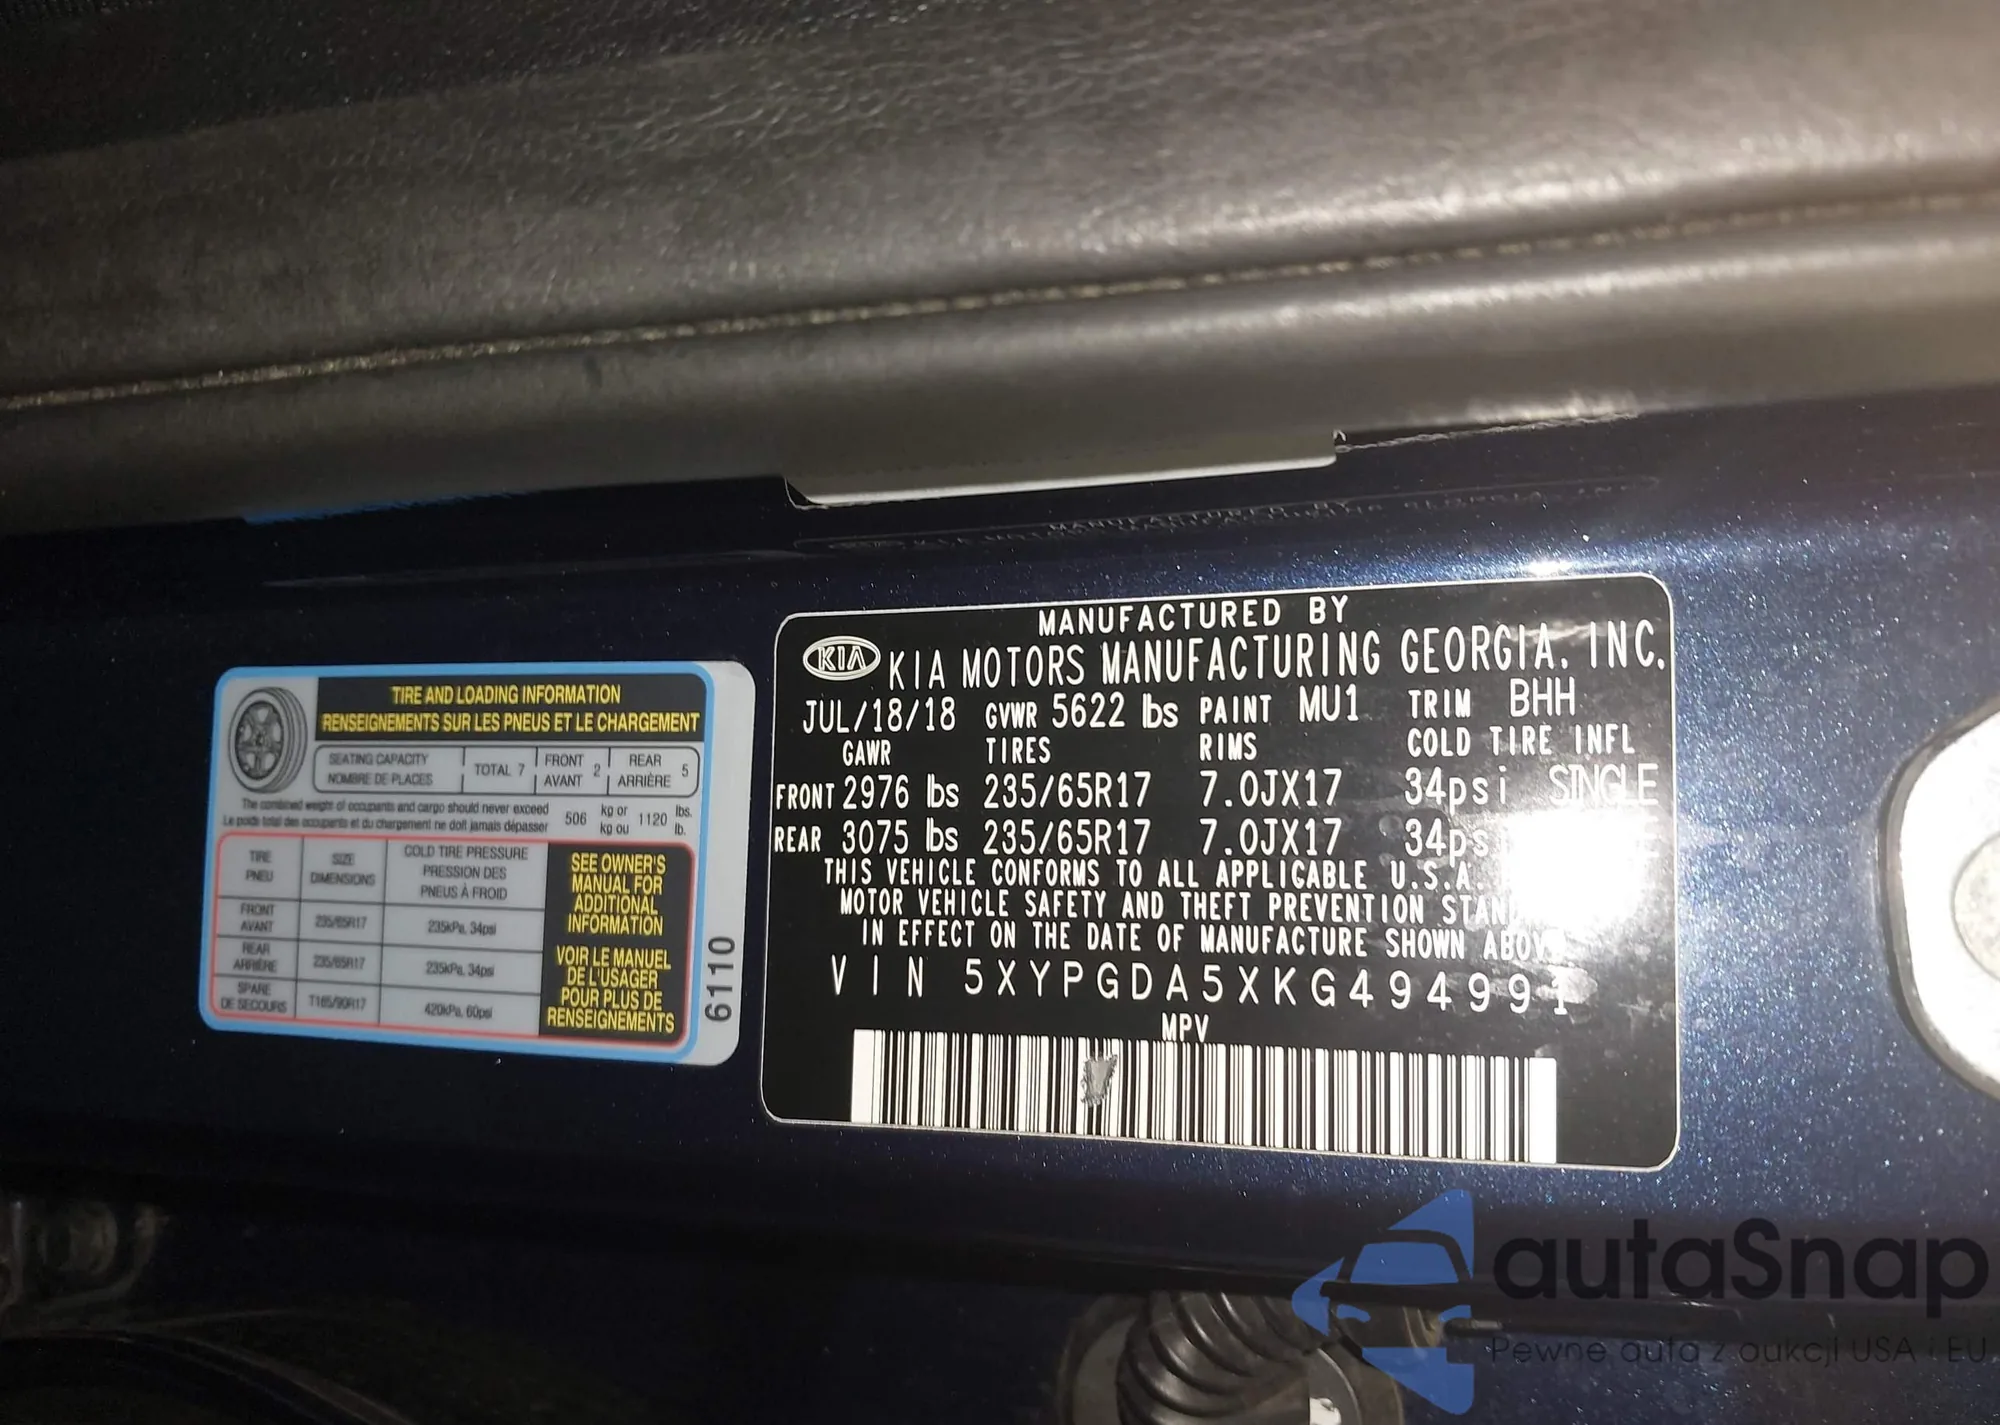 TIRE AND LOADING INFORMATION
RENSEIGNEMENTS SUR LES PNEUS ET LE CHARGEMENT
SEATING CAPACITY
NOMBRE DE PLACES
TOTAL 7
FRONT
AVANT 2
REAR
ARRIÈRE 5
The combined weight of occupants and cargo should never exceed 506 kg or 1120 lbs.
Le poids total des occupants et du chargement ne doit jamais dépasser kg ou lb.
TIRE
PNEU
SIZE
DIMENSIONS
COLD TIRE PRESSURE
PRESSION DES
PNEUS À FROID
FRONT
AVANT
235/65R17
235kPa, 34psi
REAR
ARRIÈRE
235/65R17
235kPa, 34psi
SPARE
DE SECOURS
T165/90R17
420kPa, 60psi
SEE OWNER'S
MANUAL FOR
ADDITIONAL
INFORMATION
VOIR LE MANUEL
DE L'USAGER
POUR PLUS DE
RENSEIGNEMENTS
6110
MANUFACTURED BY
KIA KIA MOTORS MANUFACTURING GEORGIA, INC.
JUL/18/18 GVWR 5622 lbs PAINT MU1 TRIM BHH
GAWR TIRES RIMS COLD TIRE INFL
FRONT 2976 lbs 235/65R17 7.0JX17 34psi SINGLE
REAR 3075 lbs 235/65R17 7.0JX17 34ps
THIS VEHICLE CONFORMS TO ALL APPLICABLE U.S.A.
MOTOR VEHICLE SAFETY AND THEFT PREVENTION STAN
IN EFFECT ON THE DATE OF MANUFACTURE SHOWN ABOV
VIN 5XYPGDA5XKG494991
MPV
autaSnap
Pewne auta z aukcji USA i EU